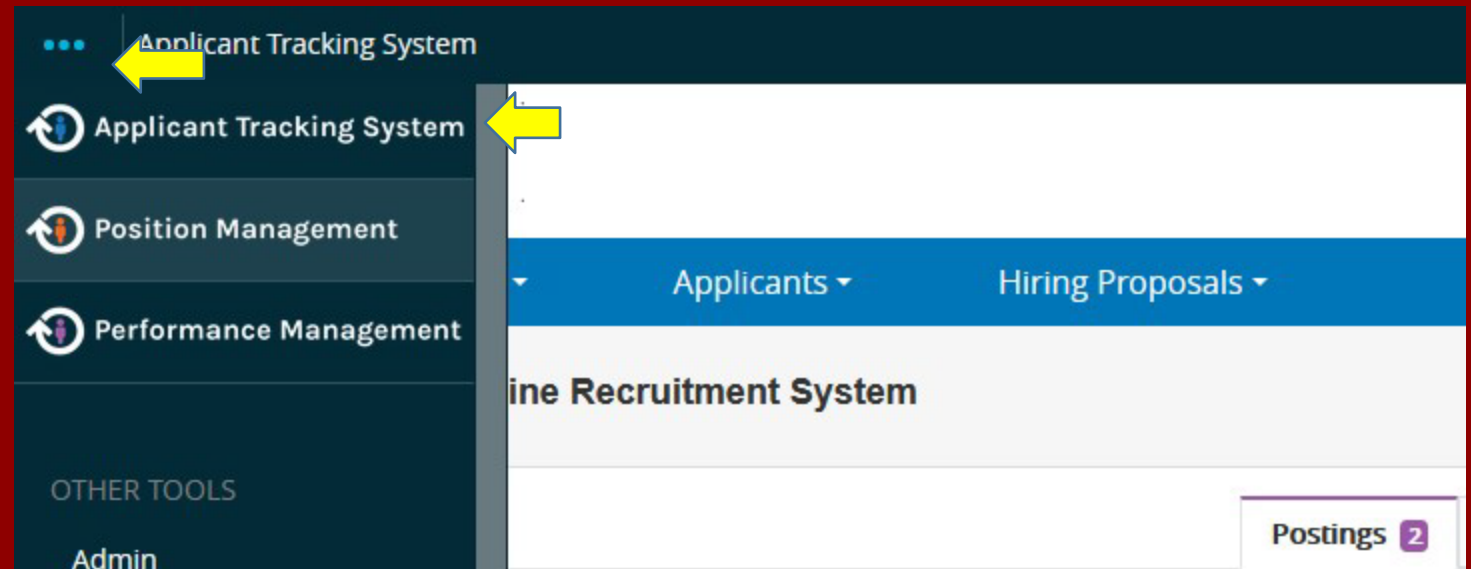 Applicant Tracking System
Applicant Tracking System
Position Management
Performance Management
OTHER TOOLS
Admin
Applicants
Hiring Proposals
ine Recruitment System
Postings 2